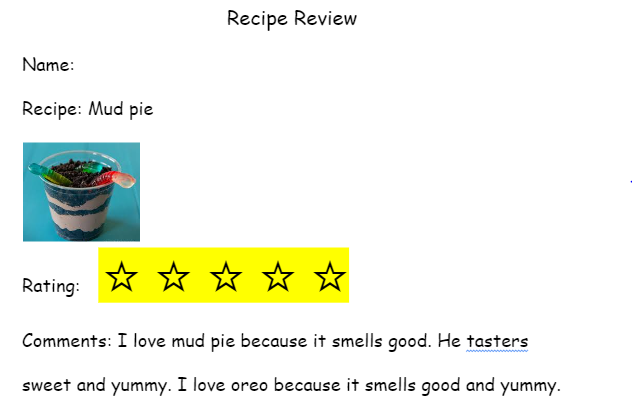 Recipe Review
Name:
Recipe: Mud pie
Rating:
Comments: I love mud pie because it smells good. He tasters
sweet and yummy. I love oreo because it smells good and yummy.